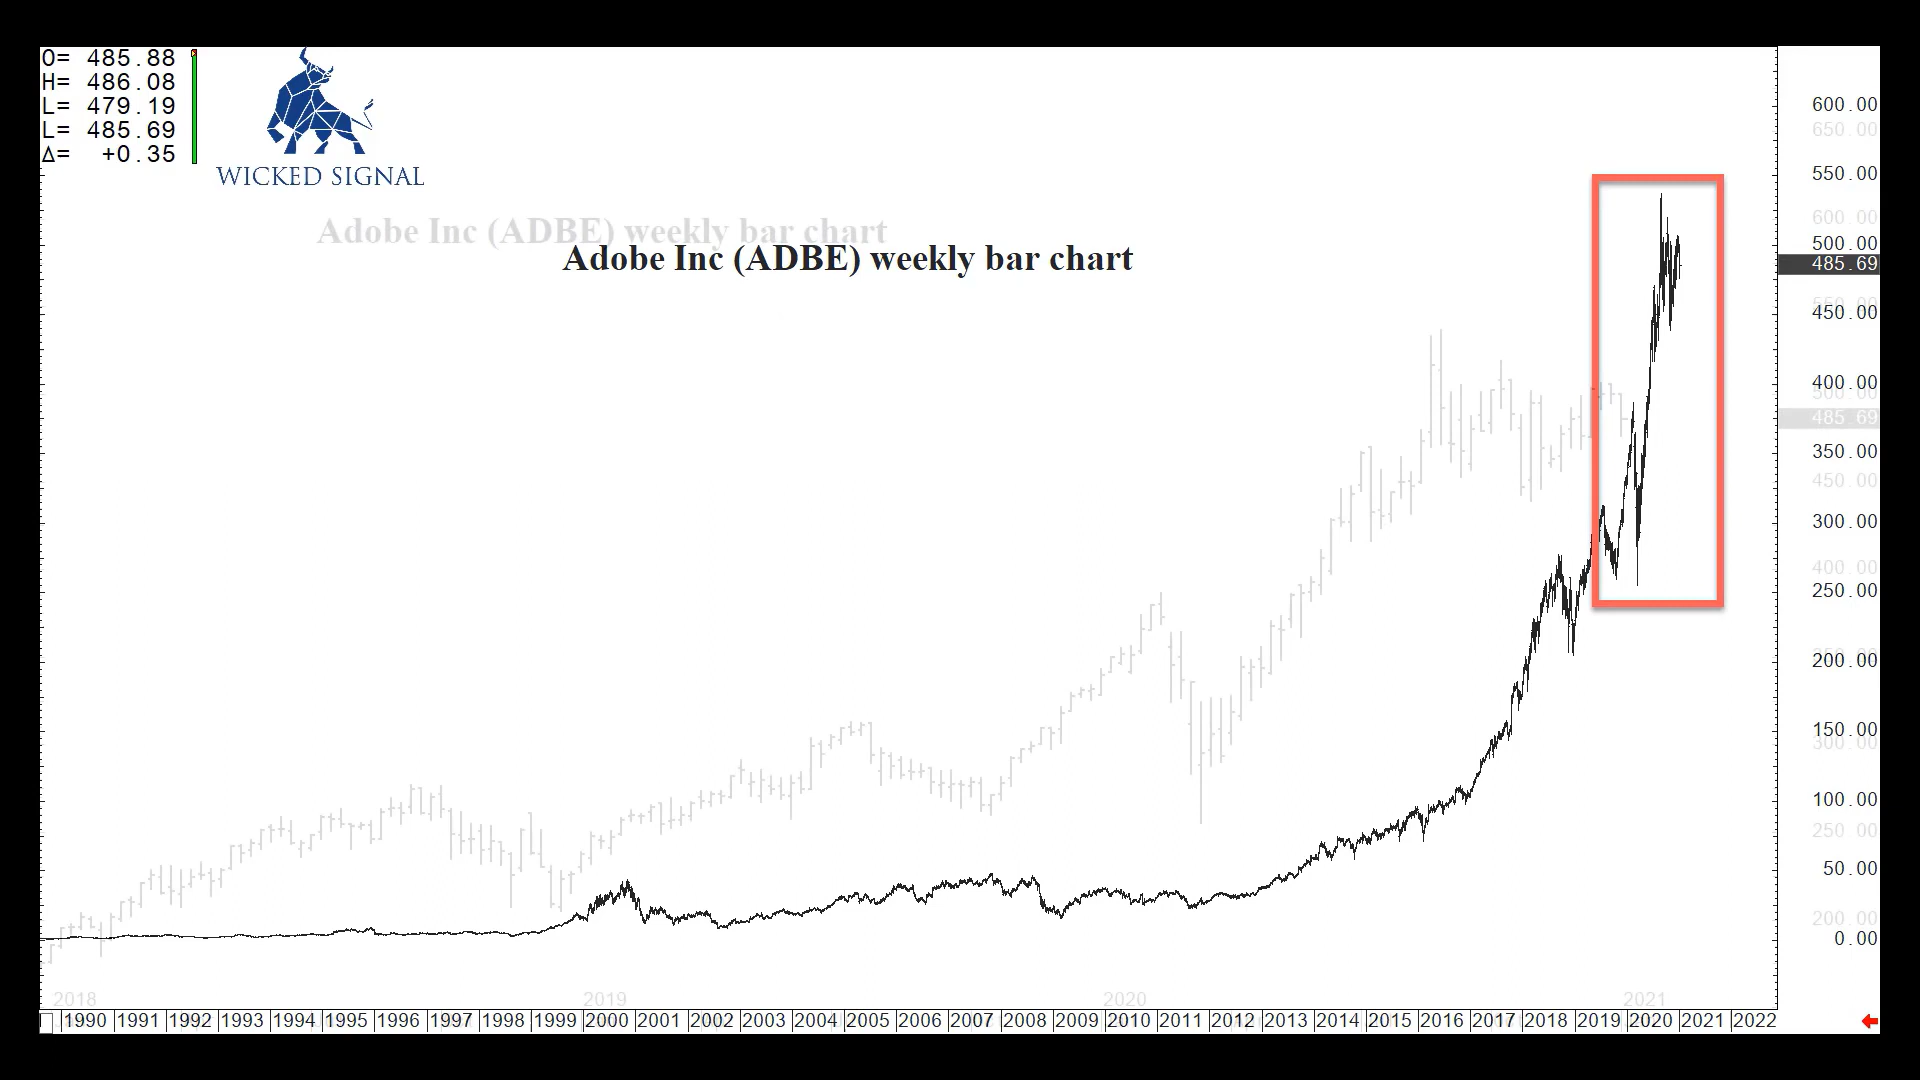 O= 485.88
H= 486.08
L= 479.19
L= 485.69
Δ= +0.35
WICKED SIGNAL
Adobe Inc (ADBE) weekly bar chart
Adobe Inc (ADBE) weekly bar chart
600.00
650.00
550.00
600.00
500.00
485.69
550.00
450.00
400.00
500.00
485.69
350.00
450.00
300.00
400.00
250.00
200.00
150.00
300.00
100.00
250.00
50.00
200.00
0.00
2018 2019 2020 2021
1990 1991 1992 1993 1994 1995 1996 1997 1998 1999 2000 2001 2002 2003 2004 2005 2006 2007 2008 2009 2010 2011 2012 2013 2014 2015 2016 2017 2018 2019 2020 2021 2022